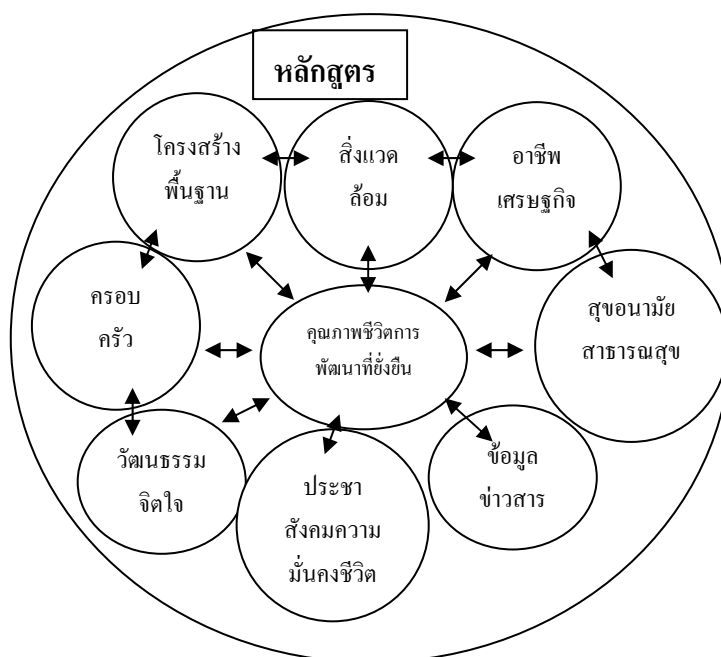 หลักสูตร
โครงสร้าง
พื้นฐาน
สิ่งแวด
ล้อม
อาชีพ
เศรษฐกิจ
ครอบ
ครัว
คุณภาพชีวิตการ
พัฒนาที่ยั่งยืน
สุขอนามัย
สาธารณสุข
วัฒนธรรม
จิตใจ
ประชา
สังคมความ
มั่นคงชีวิต
ข้อมูล
ข่าวสาร